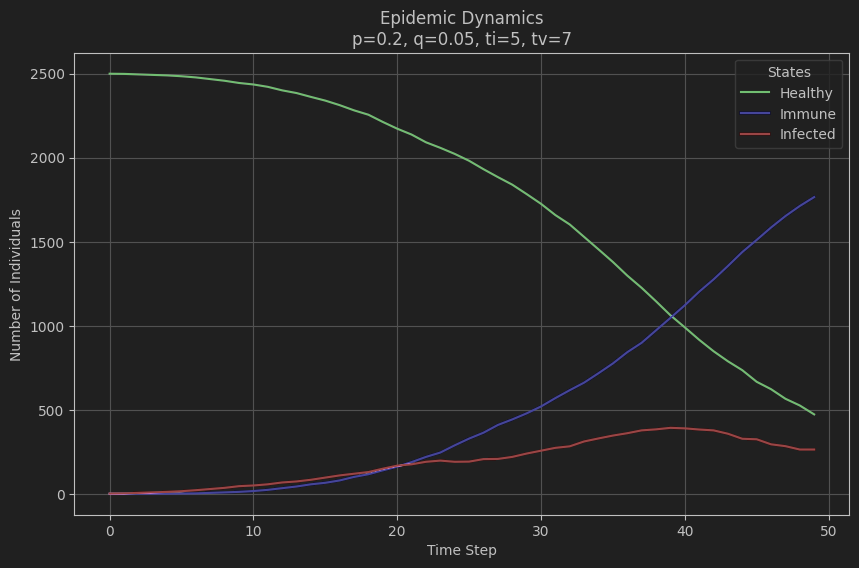 Epidemic Dynamics
p=0.2, q=0.05, ti=5, tv=7
States
Healthy
Immune
Infected
Number of Individuals
2500
2000
1500
1000
500
0
0 10 20 30 40 50
Time Step